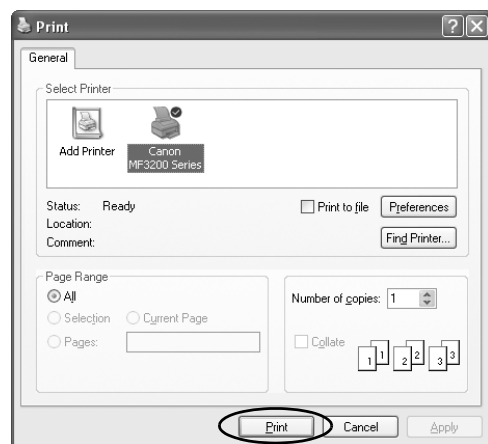 Print
General
Select Printer
Add Printer
Canon
MF3200 Series
Status: Ready
Location:
Comment:
Print to file
Preferences
Find Printer...
Page Range
All
Selection Current Page
Pages:
Number of copies: 1
Collate
1 1 2 2 3 3
Print Cancel Apply